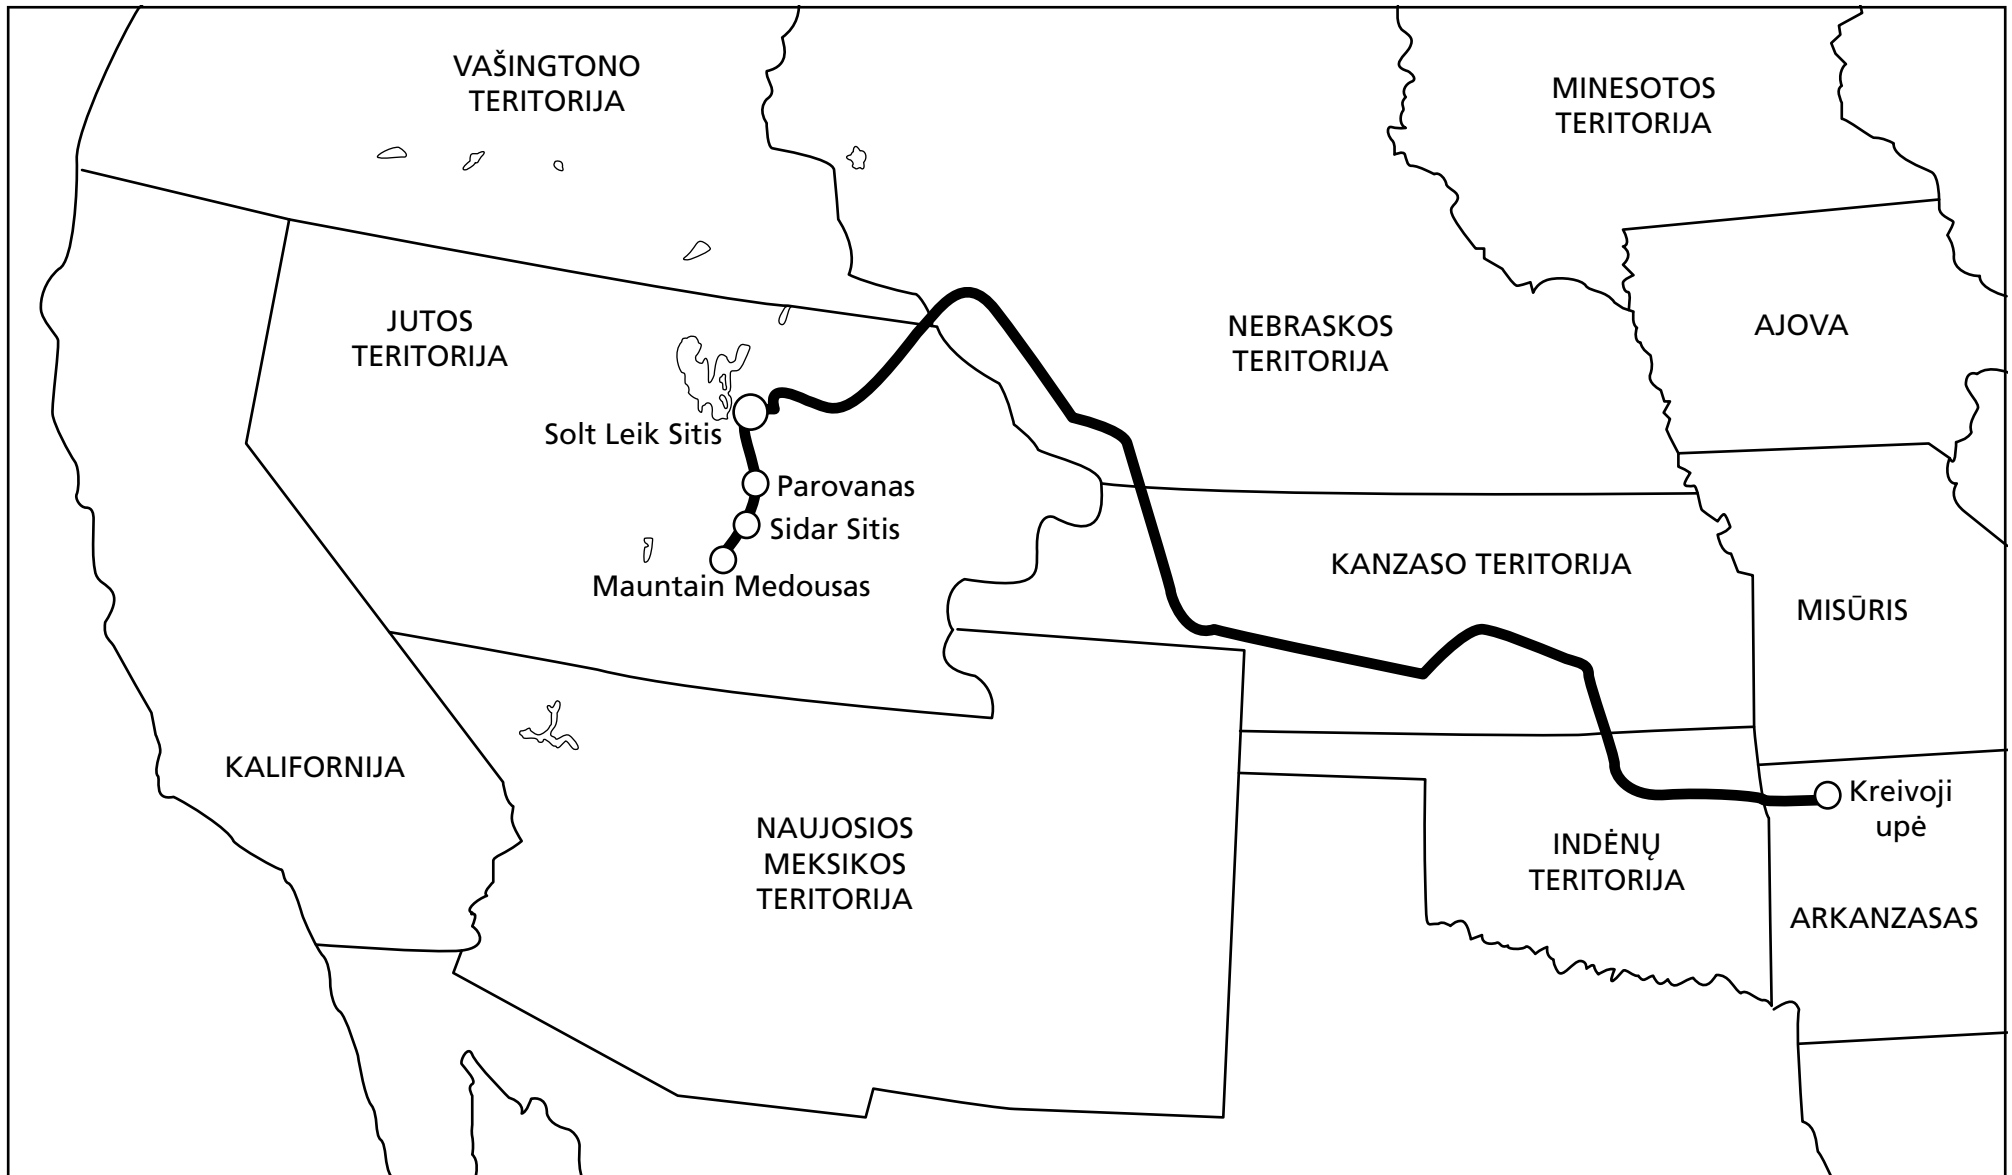 VAŠINGTONO
TERITORIJA
MINESOTOS
TERITORIJA
JUTOS
TERITORIJA
NEBRASKOS
TERITORIJA
AJOVA
Solt Leik Sitis
Parovanas
Sidar Sitis
Mauntain Medousas
KANZASO TERITORIJA
MISŪRIS
KALIFORNIJA
Kreivoji
upė
NAUJOSIOS
MEKSIKOS
TERITORIJA
INDĖNŲ
TERITORIJA
ARKANZASAS